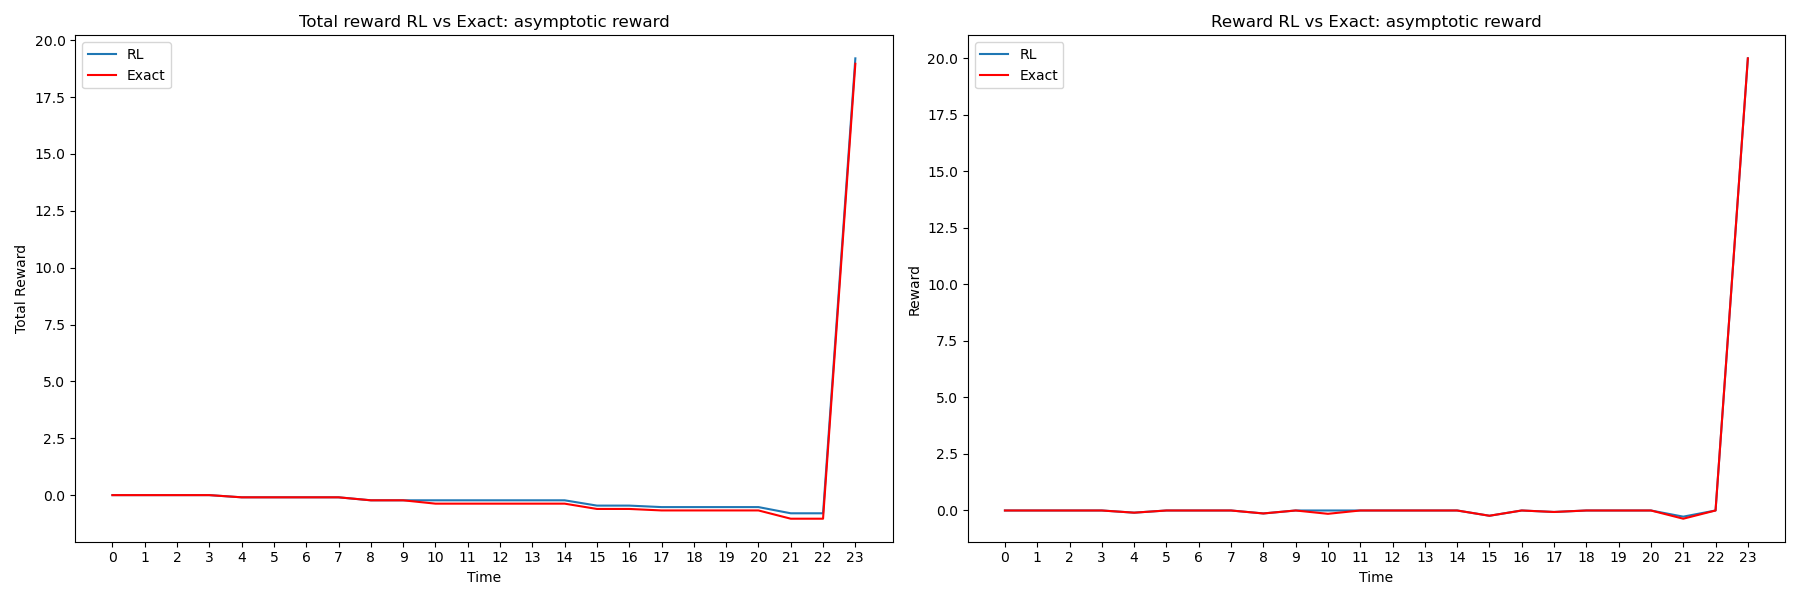 Total reward RL vs Exact: asymptotic reward
20.0
17.5
15.0
12.5
10.0
7.5
5.0
2.5
0.0
Total Reward
RL
Exact
0 1 2 3 4 5 6 7 8 9 10 11 12 13 14 15 16 17 18 19 20 21 22 23
Time
Reward RL vs Exact: asymptotic reward
20.0
17.5
15.0
12.5
10.0
7.5
5.0
2.5
0.0
Reward
RL
Exact
0 1 2 3 4 5 6 7 8 9 10 11 12 13 14 15 16 17 18 19 20 21 22 23
Time